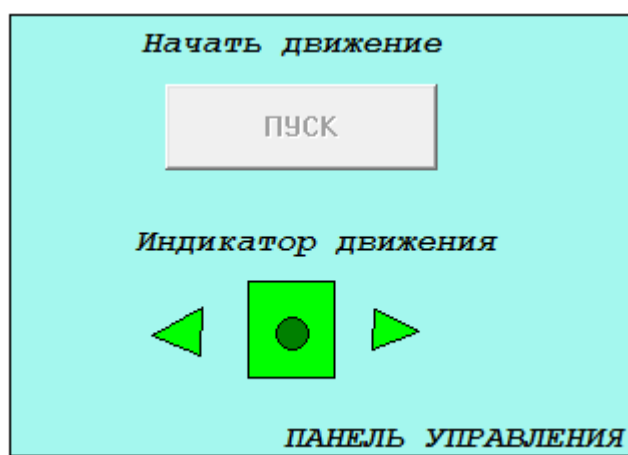 Начать движение
ПУСК
Индикатор движения
ПАНЕЛЬ УПРАВЛЕНИЯ